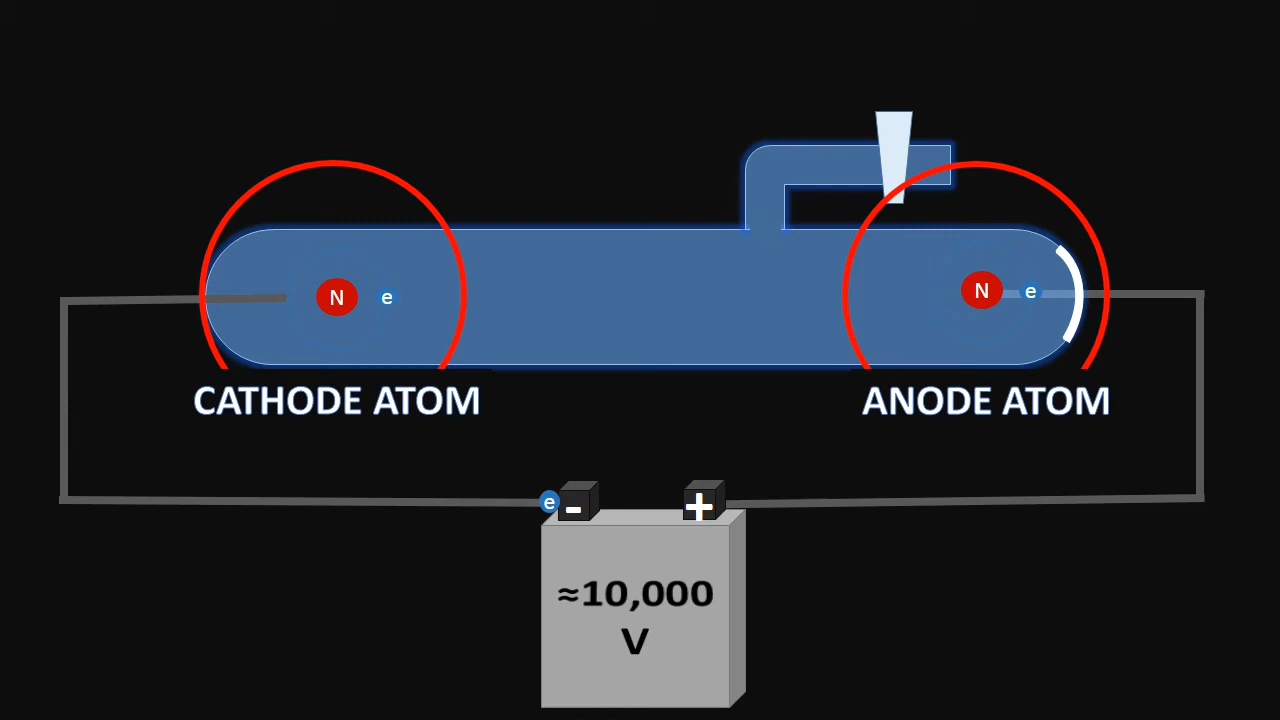 N e
N e
CATHODE ATOM
ANODE ATOM
e - +
≈10,000
V